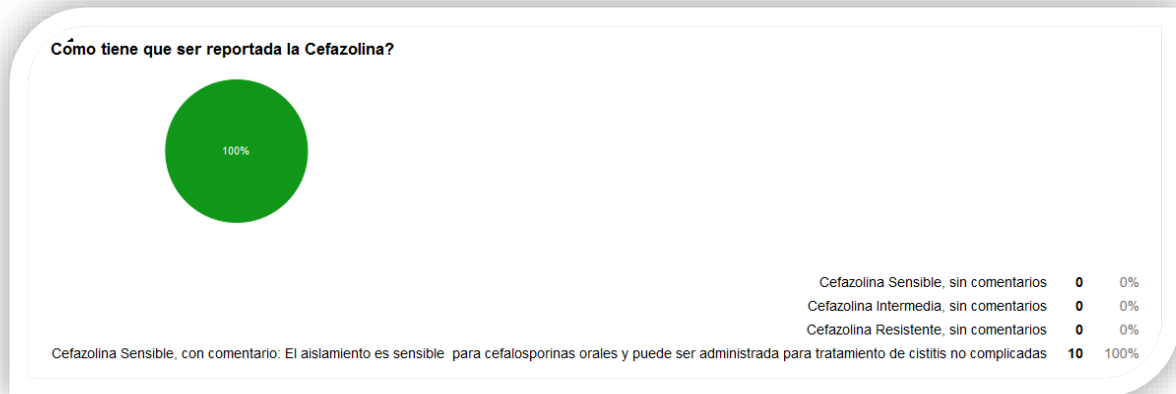 Cómo tiene que ser reportada la Cefazolina?
100%
Cefazolina Sensible, sin comentarios 0 0%
Cefazolina Intermedia, sin comentarios 0 0%
Cefazolina Resistente, sin comentarios 0 0%
Cefazolina Sensible, con comentario: El aislamiento es sensible para cefalosporinas orales y puede ser administrada para tratamiento de cistitis no complicadas 10 100%